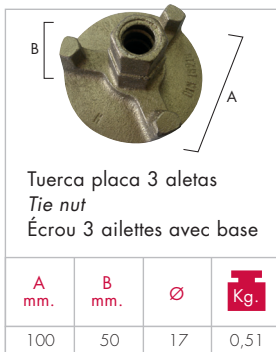 B
A
Tuerca placa 3 aletas
Tie nut
Écrou 3 ailettes avec base
A mm. B mm. Ø Kg.
100 50 17 0,51